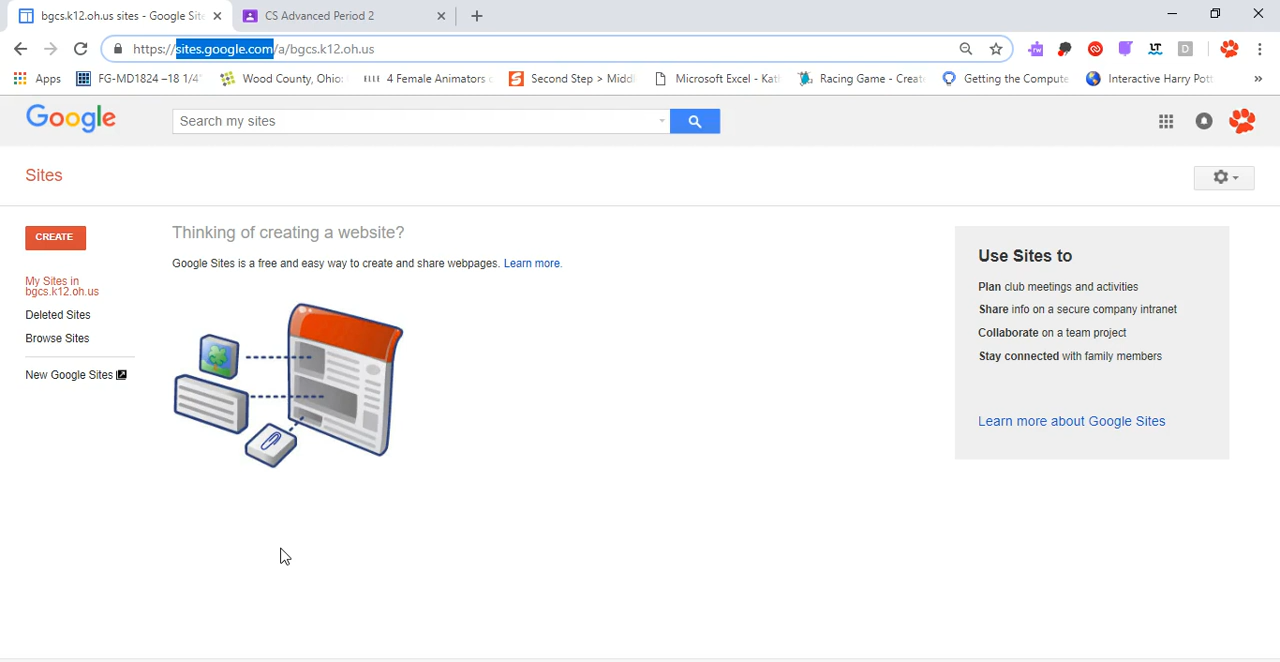 bgcs.k12.oh.us sites - Google Site
CS Advanced Period 2
https://sites.google.com/a/bgcs.k12.oh.us
Apps
FG-MD1824 –18 1/4"
Wood County, Ohio:
4 Female Animators
Second Step > Middl
Microsoft Excel - Kat
Racing Game - Create
Getting the Compute
Interactive Harry Pott
»
Google
Search my sites
Sites
CREATE
My Sites in
bgcs.k12.oh.us
Deleted Sites
Browse Sites
New Google Sites
Thinking of creating a website?
Google Sites is a free and easy way to create and share webpages. Learn more.
Use Sites to
Plan club meetings and activities
Share info on a secure company intranet
Collaborate on a team project
Stay connected with family members
Learn more about Google Sites